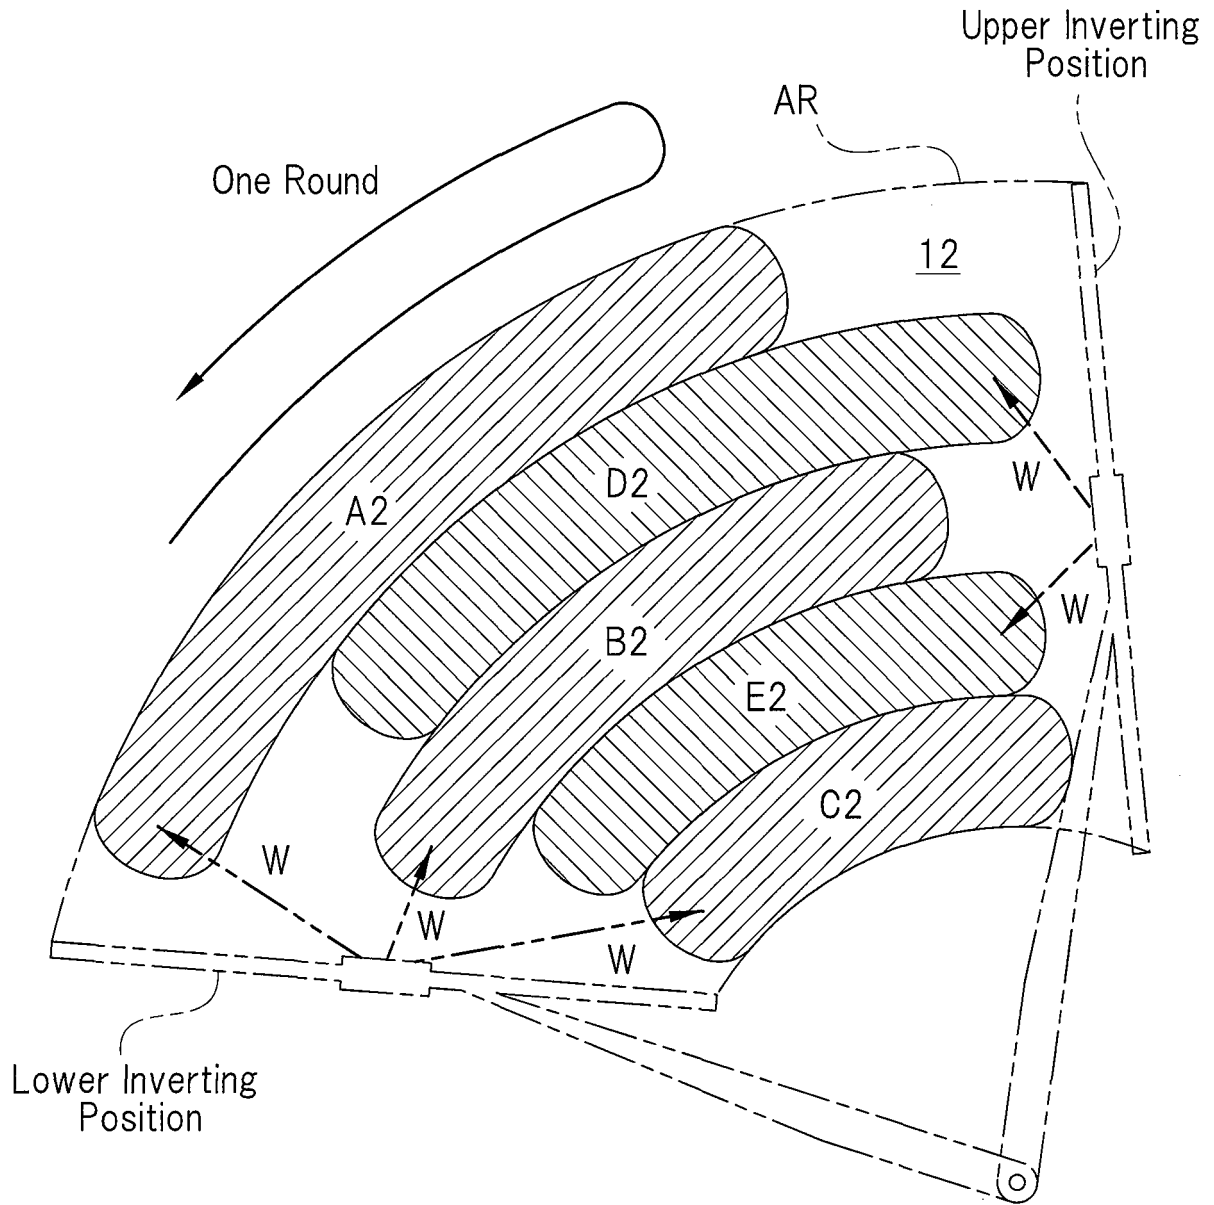 Upper Inverting
Position
AR
One Round
12
W
D2
A2
W
B2
E2
C2
W
W
W
Lower Inverting
Position